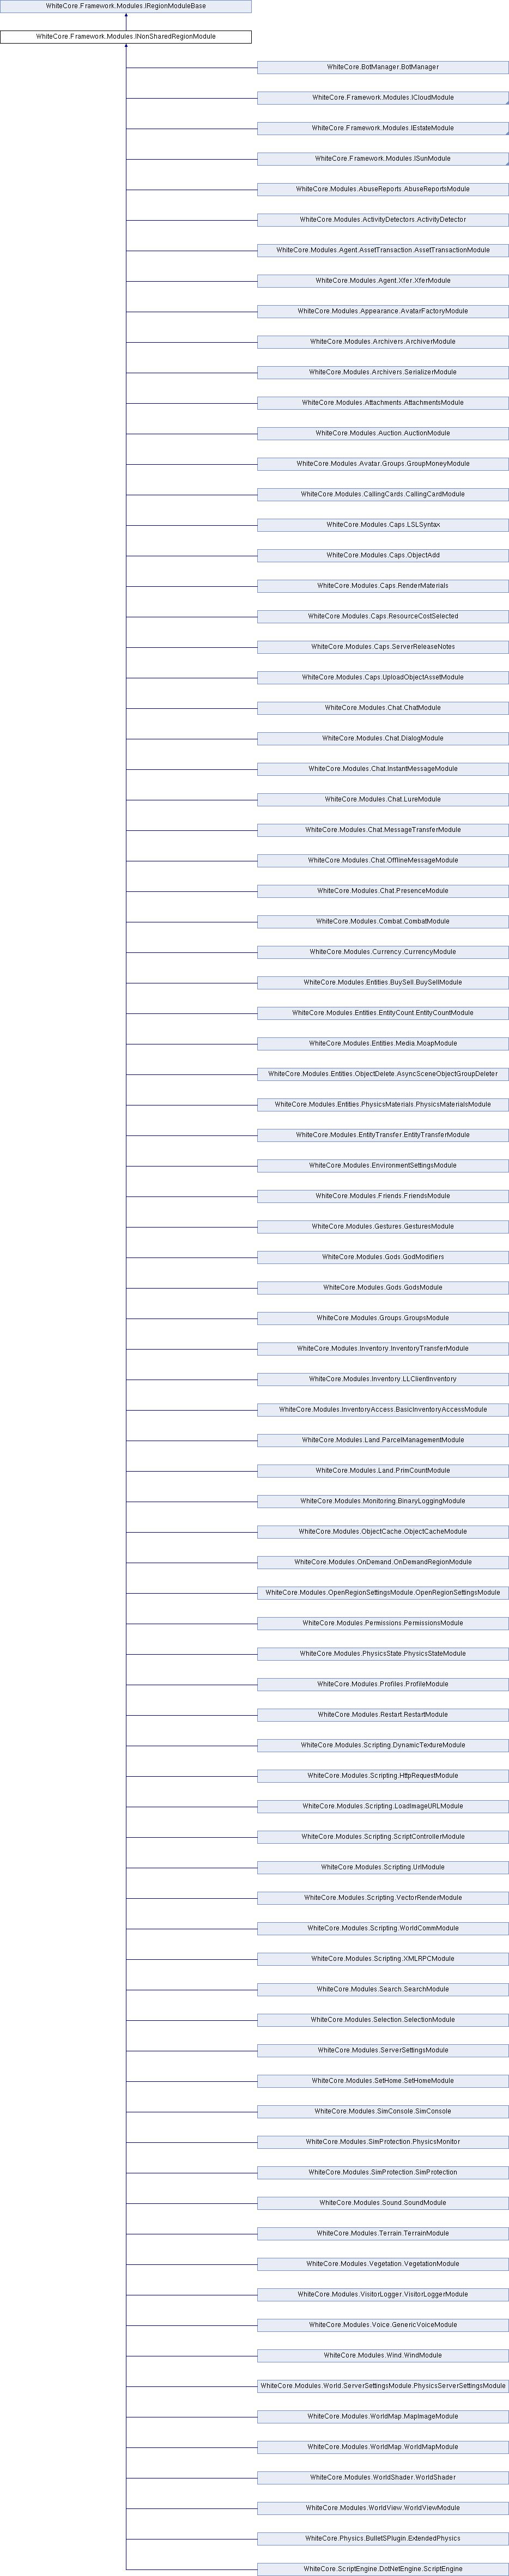 WhiteCore.Framework.Modules.IRegionModuleBase
WhiteCore.Framework.Modules.INonSharedRegionModule
WhiteCore.BotManager.BotManager
WhiteCore.Framework.Modules.ICloudModule
WhiteCore.Framework.Modules.IEstateModule
WhiteCore.Framework.Modules.ISunModule
WhiteCore.Modules.AbuseReports.AbuseReportsModule
WhiteCore.Modules.ActivityDetectors.ActivityDetector
WhiteCore.Modules.Agent.AssetTransaction.AssetTransactionModule
WhiteCore.Modules.Agent.Xfer.XferModule
WhiteCore.Modules.Appearance.AvatarFactoryModule
WhiteCore.Modules.Archivers.ArchiverModule
WhiteCore.Modules.Archivers.SerializerModule
WhiteCore.Modules.Attachments.AttachmentsModule
WhiteCore.Modules.Auction.AuctionModule
WhiteCore.Modules.Avatar.Groups.GroupMoneyModule
WhiteCore.Modules.CallingCards.CallingCardModule
WhiteCore.Modules.Caps.LSLSyntax
WhiteCore.Modules.Caps.ObjectAdd
WhiteCore.Modules.Caps.RenderMaterials
WhiteCore.Modules.Caps.ResourceCostSelected
WhiteCore.Modules.Caps.ServerReleaseNotes
WhiteCore.Modules.Caps.UploadObjectAssetModule
WhiteCore.Modules.Chat.ChatModule
WhiteCore.Modules.Chat.DialogModule
WhiteCore.Modules.Chat.InstantMessageModule
WhiteCore.Modules.Chat.LureModule
WhiteCore.Modules.Chat.MessageTransferModule
WhiteCore.Modules.Chat.OfflineMessageModule
WhiteCore.Modules.Chat.PresenceModule
WhiteCore.Modules.Combat.CombatModule
WhiteCore.Modules.Currency.CurrencyModule
WhiteCore.Modules.Entities.BuySell.BuySellModule
WhiteCore.Modules.Entities.EntityCount.EntityCountModule
WhiteCore.Modules.Entities.Media.MoapModule
WhiteCore.Modules.Entities.ObjectDelete.AsyncSceneObjectGroupDeleter
WhiteCore.Modules.Entities.PhysicsMaterials.PhysicsMaterialsModule
WhiteCore.Modules.EntityTransfer.EntityTransferModule
WhiteCore.Modules.EnvironmentSettingsModule
WhiteCore.Modules.Friends.FriendsModule
WhiteCore.Modules.Gestures.GesturesModule
WhiteCore.Modules.Gods.GodModifiers
WhiteCore.Modules.Gods.GodsModule
WhiteCore.Modules.Groups.GroupsModule
WhiteCore.Modules.Inventory.InventoryTransferModule
WhiteCore.Modules.Inventory.LLClientInventory
WhiteCore.Modules.InventoryAccess.BasicInventoryAccessModule
WhiteCore.Modules.Land.ParcelManagementModule
WhiteCore.Modules.Land.PrimCountModule
WhiteCore.Modules.Monitoring.BinaryLoggingModule
WhiteCore.Modules.ObjectCache.ObjectCacheModule
WhiteCore.Modules.OnDemand.OnDemandRegionModule
WhiteCore.Modules.OpenRegionSettingsModule.OpenRegionSettingsModule
WhiteCore.Modules.Permissions.PermissionsModule
WhiteCore.Modules.PhysicsState.PhysicsStateModule
WhiteCore.Modules.Profiles.ProfileModule
WhiteCore.Modules.Restart.RestartModule
WhiteCore.Modules.Scripting.DynamicTextureModule
WhiteCore.Modules.Scripting.HttpRequestModule
WhiteCore.Modules.Scripting.LoadImageURLModule
WhiteCore.Modules.Scripting.ScriptControllerModule
WhiteCore.Modules.Scripting.UrlModule
WhiteCore.Modules.Scripting.VectorRenderModule
WhiteCore.Modules.Scripting.WorldCommModule
WhiteCore.Modules.Scripting.XMLRPCModule
WhiteCore.Modules.Search.SearchModule
WhiteCore.Modules.Selection.SelectionModule
WhiteCore.Modules.ServerSettingsModule
WhiteCore.Modules.SetHome.SetHomeModule
WhiteCore.Modules.SimConsole.SimConsole
WhiteCore.Modules.SimProtection.PhysicsMonitor
WhiteCore.Modules.SimProtection.SimProtection
WhiteCore.Modules.Sound.SoundModule
WhiteCore.Modules.Terrain.TerrainModule
WhiteCore.Modules.Vegetation.VegetationModule
WhiteCore.Modules.VisitorLogger.VisitorLoggerModule
WhiteCore.Modules.Voice.GenericVoiceModule
WhiteCore.Modules.Wind.WindModule
WhiteCore.Modules.World.ServerSettingsModule.PhysicsServerSettingsModule
WhiteCore.Modules.WorldMap.MapImageModule
WhiteCore.Modules.WorldMap.WorldMapModule
WhiteCore.Modules.WorldShader.WorldShader
WhiteCore.Modules.WorldView.WorldViewModule
WhiteCore.Physics.BulletSPlugin.ExtendedPhysics
WhiteCore.ScriptEngine.DotNetEngine.ScriptEngine